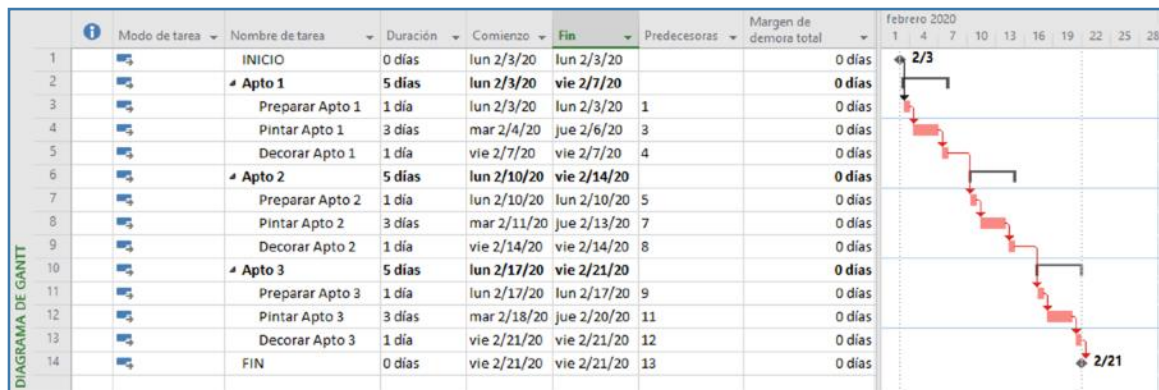 Modo de tarea Nombre de tarea Duración Comienzo Fin Predecesoras Margen de demora total febrero 2020
1 4 7 10 13 16 19 22 25 28
1 INICIO 0 días lun 2/3/20 lun 2/3/20 0 días 2/3
2 Apto 1 5 días lun 2/3/20 vie 2/7/20 0 días
3 Preparar Apto 1 1 día lun 2/3/20 lun 2/3/20 1 0 días
4 Pintar Apto 1 3 días mar 2/4/20 jue 2/6/20 3 0 días
5 Decorar Apto 1 1 día vie 2/7/20 vie 2/7/20 4 0 días
6 Apto 2 5 días lun 2/10/20 vie 2/14/20 0 días
7 Preparar Apto 2 1 día lun 2/10/20 lun 2/10/20 5 0 días
8 Pintar Apto 2 3 días mar 2/11/20 jue 2/13/20 7 0 días
9 Decorar Apto 2 1 día vie 2/14/20 vie 2/14/20 8 0 días
10 Apto 3 5 días lun 2/17/20 vie 2/21/20 0 días
11 Preparar Apto 3 1 día lun 2/17/20 lun 2/17/20 9 0 días
12 Pintar Apto 3 3 días mar 2/18/20 jue 2/20/20 11 0 días
13 Decorar Apto 3 1 día vie 2/21/20 vie 2/21/20 12 0 días
14 FIN 0 días vie 2/21/20 vie 2/21/20 13 0 días 2/21
DIAGRAMA DE GANTT